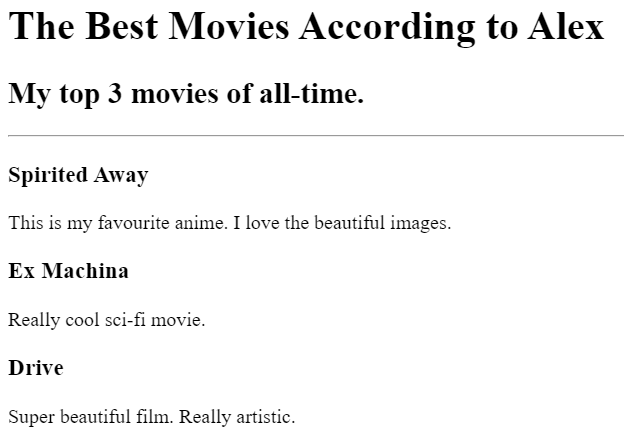 The Best Movies According to Alex
My top 3 movies of all-time.
Spirited Away
This is my favourite anime. I love the beautiful images.
Ex Machina
Really cool sci-fi movie.
Drive
Super beautiful film. Really artistic.